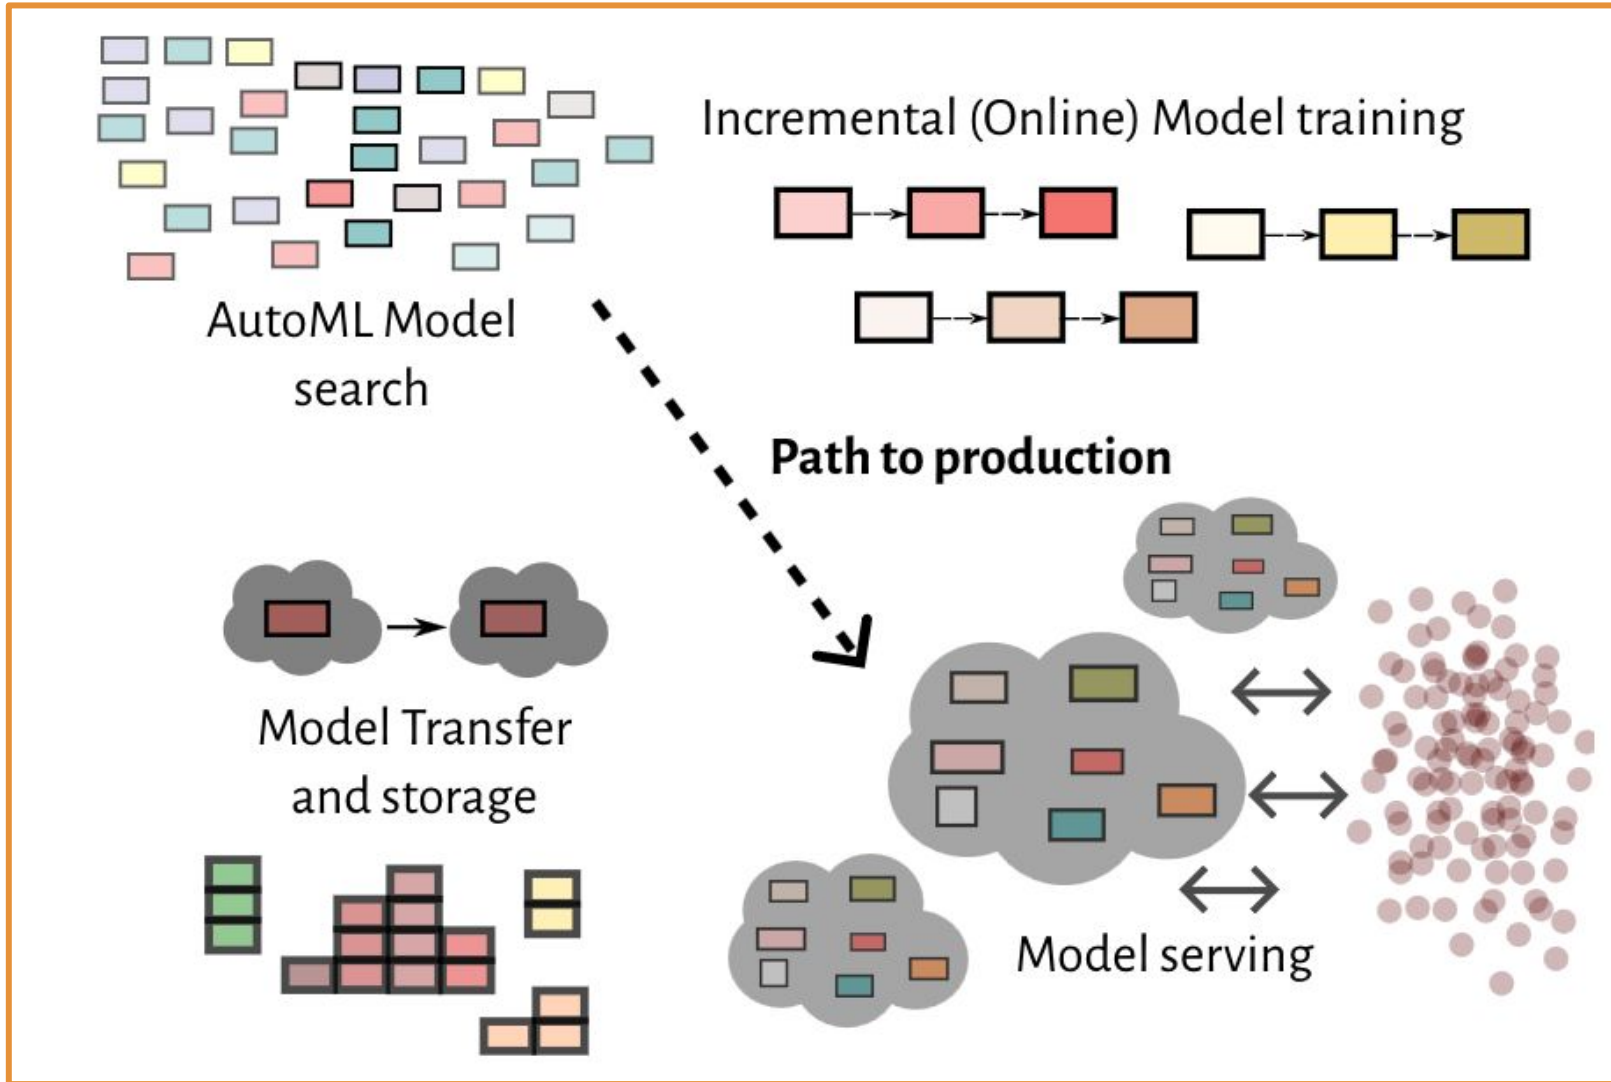 Incremental (Online) Model training
AutoML Model
search
Path to production
Model Transfer
and storage
Model serving